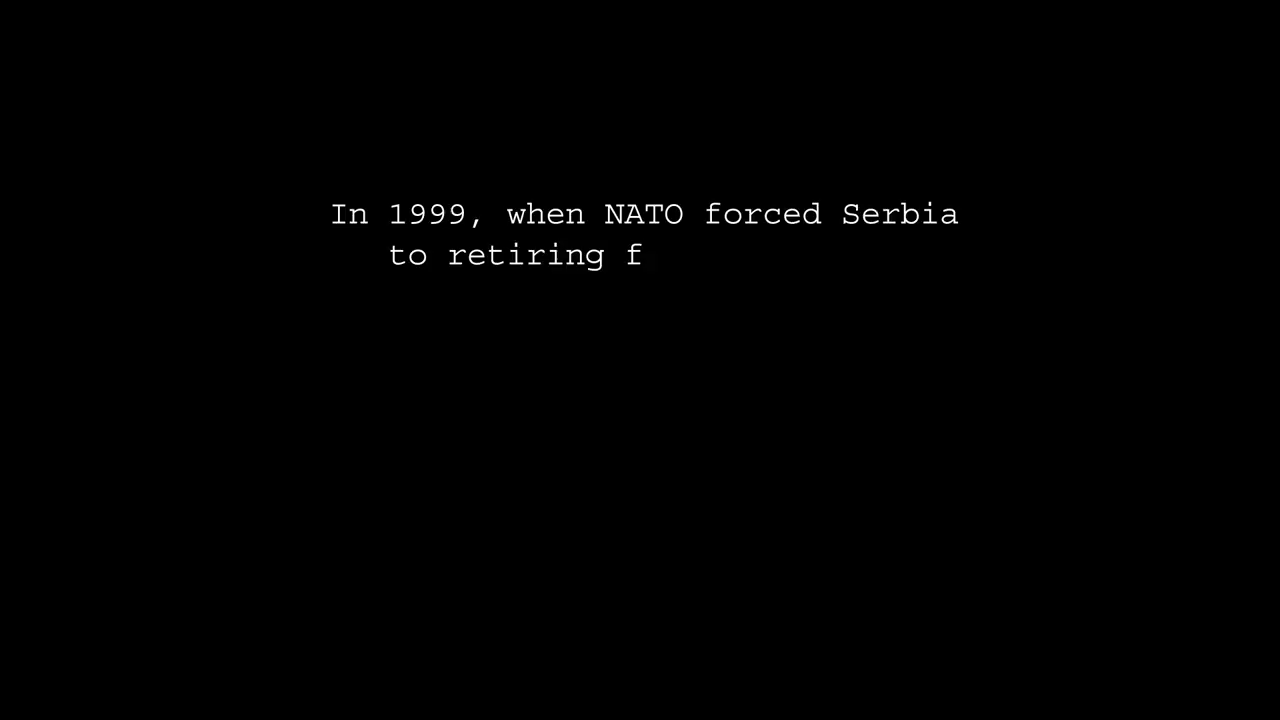 In 1999, when NATO forced Serbia
to retiring f